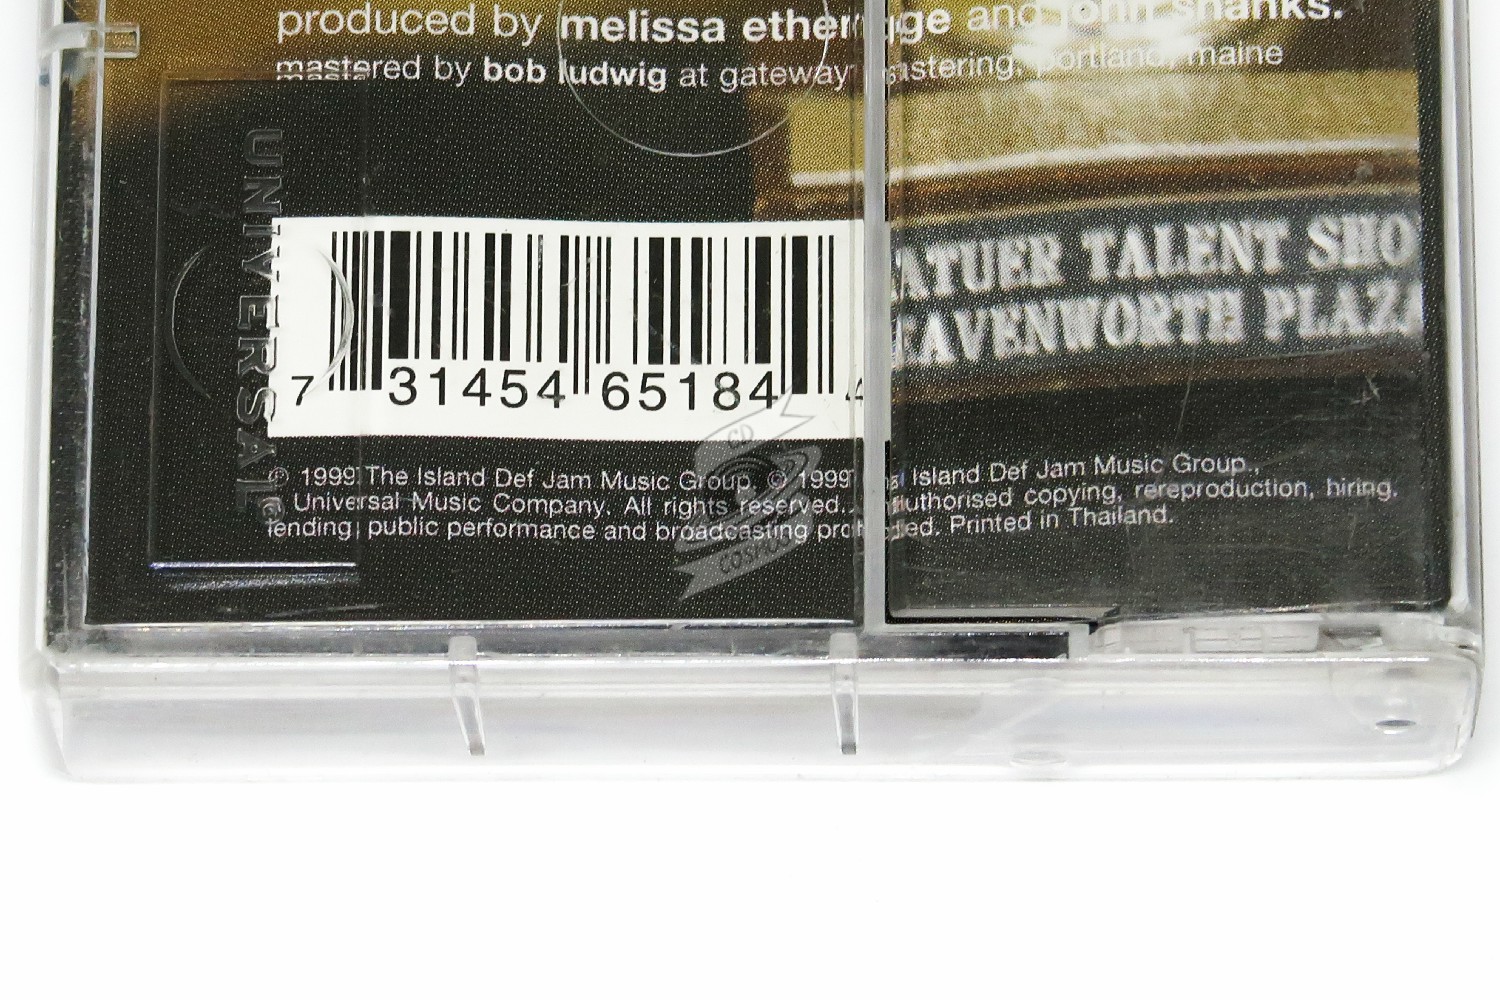 produced by melissa etheridge and john shanks.
mastered by bob ludwig at gateway mastering, portland, maine
UNIVERSAL
ATUER TALENT SHO
EAVENWORTH PLAZA
7 31454 65184 4
℗ 1999 The Island Def Jam Music Group. © 1999 Island Def Jam Music Group.,
Universal Music Company. All rights reserved. Unauthorised copying, rereproduction, hiring.
lending, public performance and broadcasting prohibited. Printed in Thailand.
CD
COSMOS